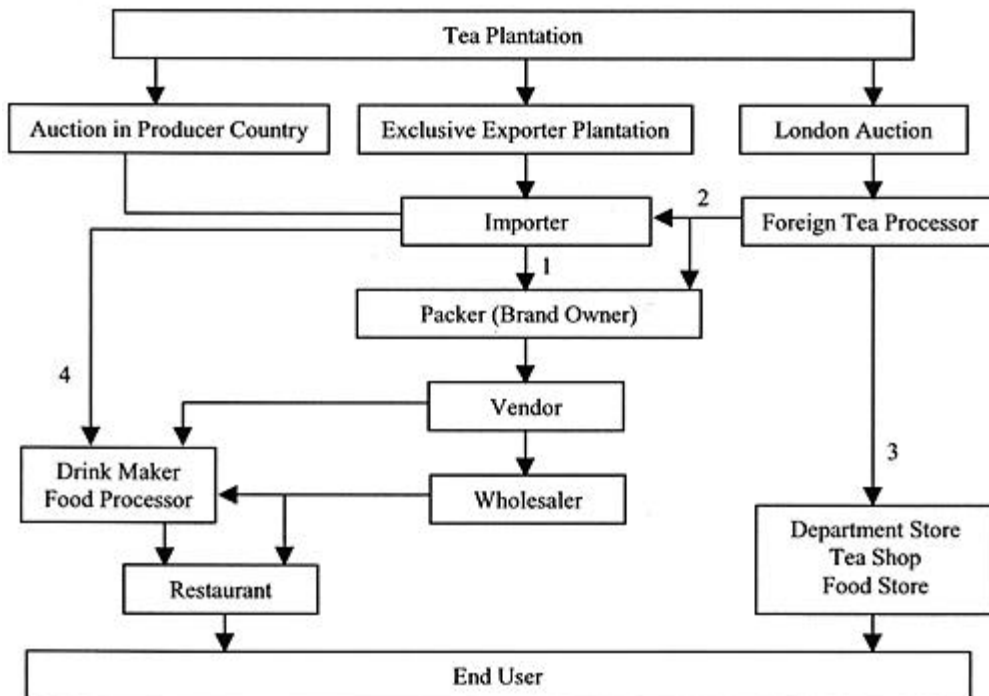 Tea Plantation
Auction in Producer Country
Exclusive Exporter Plantation
London Auction
Importer
2
Foreign Tea Processor
1
Packer (Brand Owner)
4
Vendor
3
Drink Maker
Food Processor
Wholesaler
Department Store
Tea Shop
Food Store
Restaurant
End User